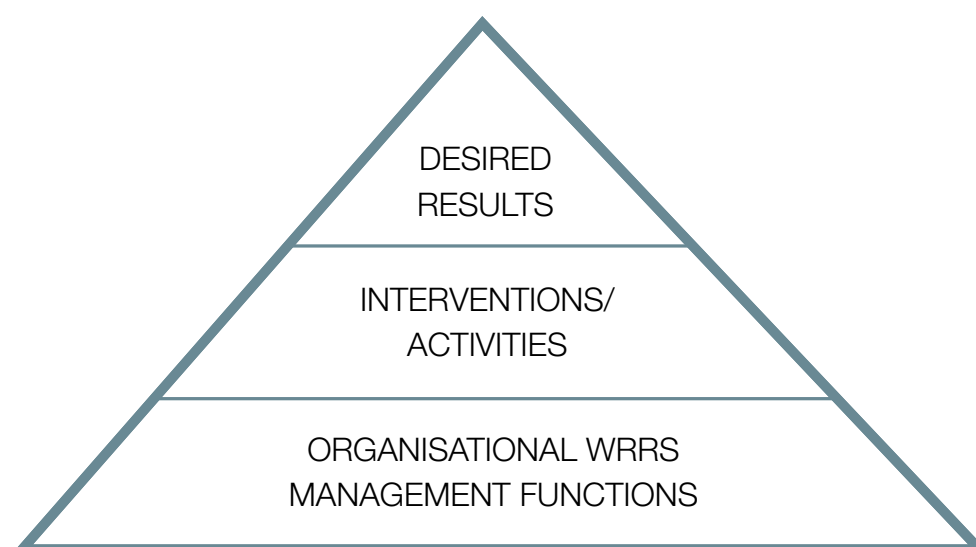 DESIRED
RESULTS
INTERVENTIONS/
ACTIVITIES
ORGANISATIONAL WRRS
MANAGEMENT FUNCTIONS